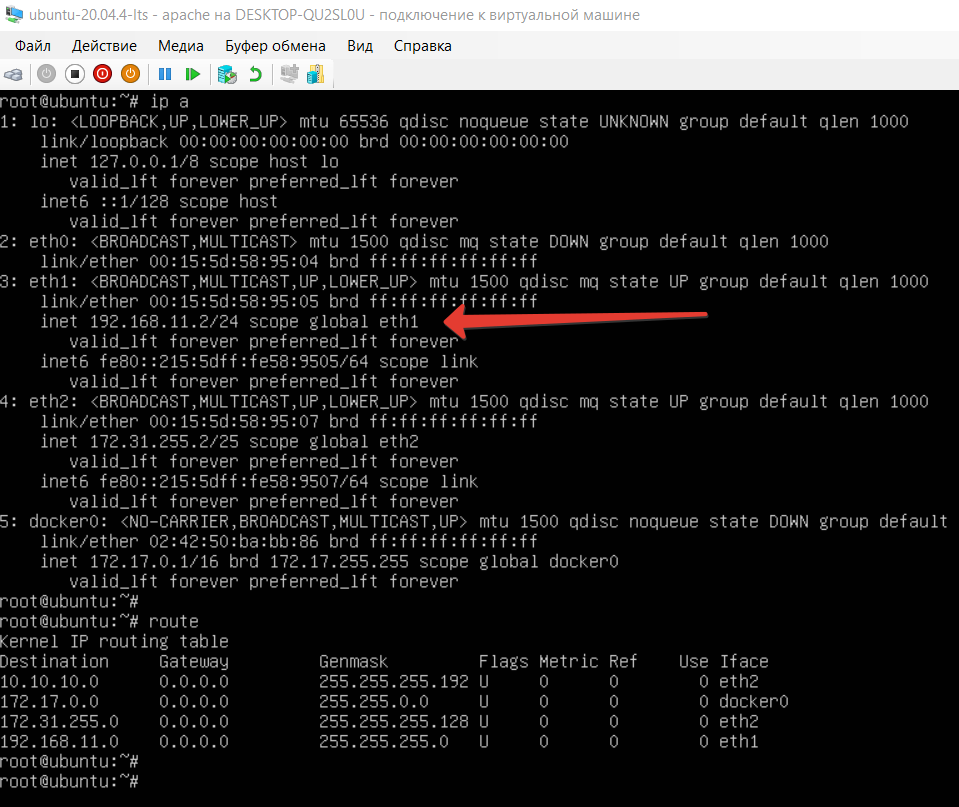 ubuntu-20.04.4-lts - apache на DESKTOP-QU2SL0U - подключение к виртуальной машине
Файл Действие Медиа Буфер обмена Вид Справка
root@ubuntu:~# ip a
1: lo: <LOOPBACK,UP,LOWER_UP> mtu 65536 qdisc noqueue state UNKNOWN group default qlen 1000
link/loopback 00:00:00:00:00:00 brd 00:00:00:00:00:00
inet 127.0.0.1/8 scope host lo
valid_lft forever preferred_lft forever
inet6 ::1/128 scope host
valid_lft forever preferred_lft forever
2: eth0: <BROADCAST,MULTICAST> mtu 1500 qdisc mq state DOWN group default qlen 1000
link/ether 00:15:5d:58:95:04 brd ff:ff:ff:ff:ff:ff
3: eth1: <BROADCAST,MULTICAST,UP,LOWER_UP> mtu 1500 qdisc mq state UP group default qlen 1000
link/ether 00:15:5d:58:95:05 brd ff:ff:ff:ff:ff:ff
inet 192.168.11.2/24 scope global eth1
valid_lft forever preferred_lft forever
inet6 fe80::215:5dff:fe58:9505/64 scope link
valid_lft forever preferred_lft forever
4: eth2: <BROADCAST,MULTICAST,UP,LOWER_UP> mtu 1500 qdisc mq state UP group default qlen 1000
link/ether 00:15:5d:58:95:07 brd ff:ff:ff:ff:ff:ff
inet 172.31.255.2/25 scope global eth2
valid_lft forever preferred_lft forever
inet6 fe80::215:5dff:fe58:9507/64 scope link
valid_lft forever preferred_lft forever
5: docker0: <NO-CARRIER,BROADCAST,MULTICAST,UP> mtu 1500 qdisc noqueue state DOWN group default
link/ether 02:42:50:ba:bb:86 brd ff:ff:ff:ff:ff:ff
inet 172.17.0.1/16 brd 172.17.255.255 scope global docker0
valid_lft forever preferred_lft forever
root@ubuntu:~#
root@ubuntu:~# route
Kernel IP routing table
Destination Gateway Genmask Flags Metric Ref Use Iface
10.10.10.0 0.0.0.0 255.255.255.192 U 0 0 0 eth2
172.17.0.0 0.0.0.0 255.255.0.0 U 0 0 0 docker0
172.31.255.0 0.0.0.0 255.255.255.128 U 0 0 0 eth2
192.168.11.0 0.0.0.0 255.255.255.0 U 0 0 0 eth1
root@ubuntu:~#
root@ubuntu:~#